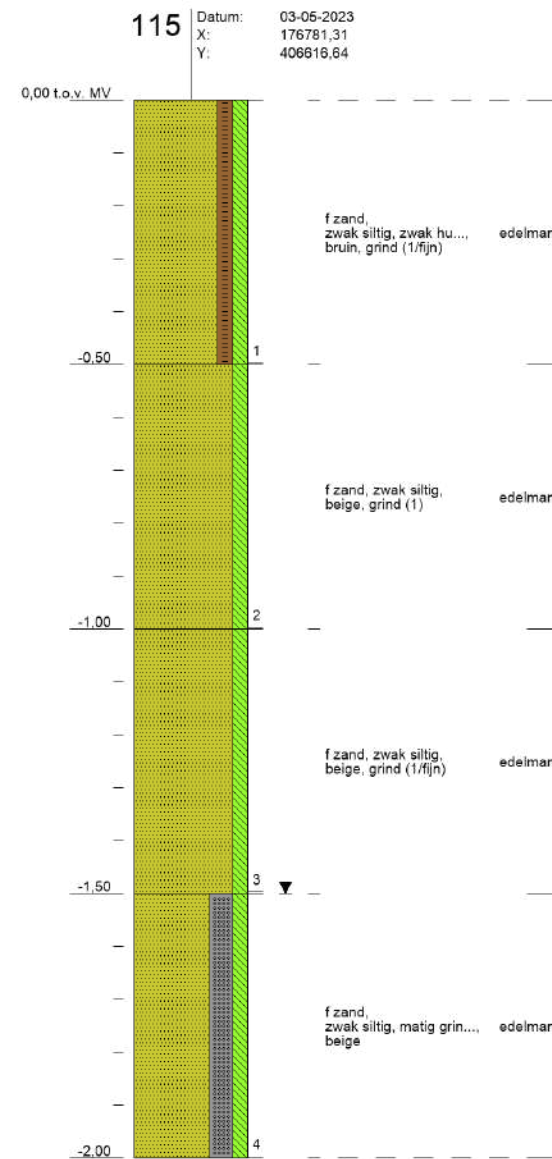 115
Datum: 03-05-2023
X: 176781,31
Y: 406616,64
0,00 t.o.v. MV
f zand,
zwak siltig, zwak hu..., edelman
bruin, grind (1/fijn)
1
-0,50
f zand, zwak siltig,
beige, grind (1) edelman
2
-1,00
f zand, zwak siltig,
beige, grind (1/fijn) edelman
3
-1,50
f zand,
zwak siltig, matig grin..., edelman
beige
4
-2,00